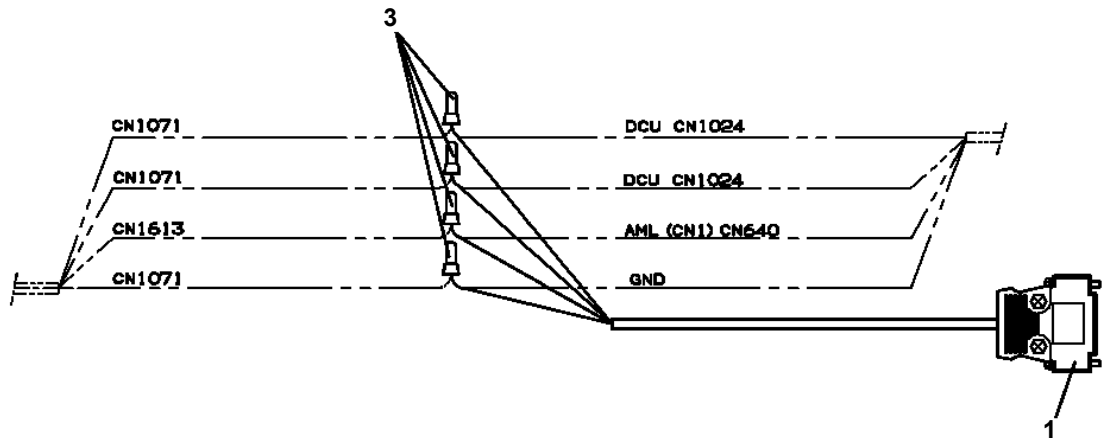 3
CN1071 DCU CN1024
CN1071 DCU CN1024
CN1613 AML (CN1) CN640
CN1071 GND
1